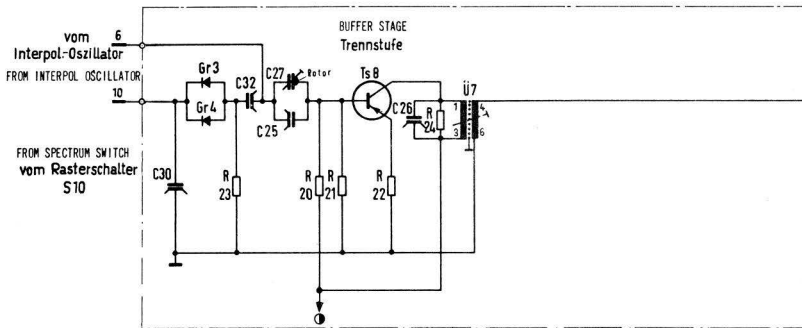 BUFFER STAGE
Trennstufe
vom 6
Interpol.-Oszillator
FROM INTERPOL OSCILLATOR
10
Gr3
Gr4
C32
C27
Rotor
C25
Ts8
C26
R
24
Ü7
1
3
4
6
FROM SPECTRUM SWITCH
vom Rasterschalter
S10
C30
R
23
R
20
R
21
R
22